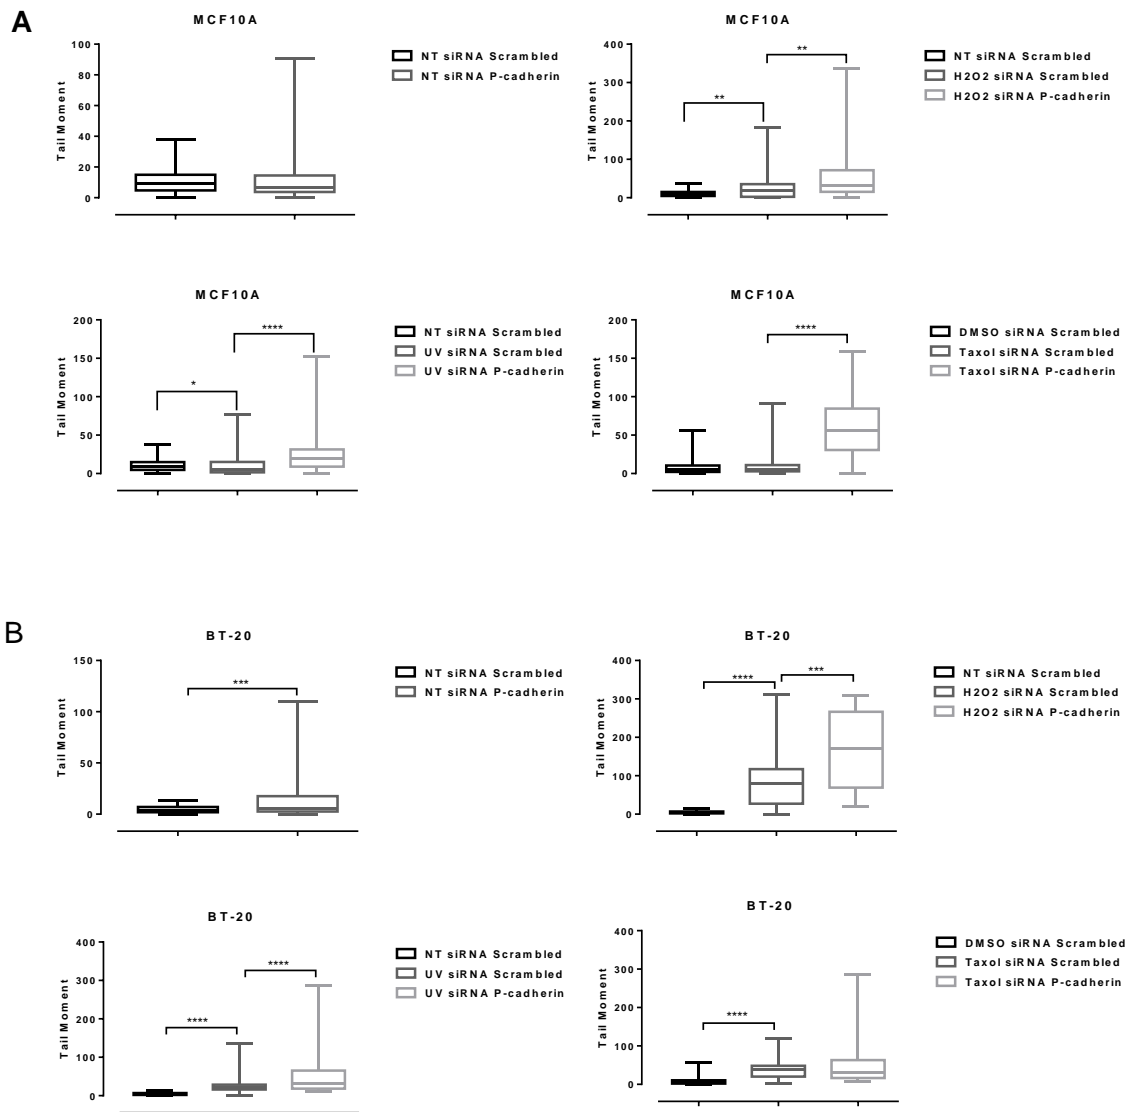 A
MCF10A
100
80
60
40
20
0
Tail Moment
NT siRNA Scrambled
NT siRNA P-cadherin
MCF10A
**
**
400
300
200
100
0
Tail Moment
NT siRNA Scrambled
H2O2 siRNA Scrambled
H2O2 siRNA P-cadherin
MCF10A
****
*
200
150
100
50
0
Tail Moment
NT siRNA Scrambled
UV siRNA Scrambled
UV siRNA P-cadherin
MCF10A
****
200
150
100
50
0
Tail Moment
DMSO siRNA Scrambled
Taxol siRNA Scrambled
Taxol siRNA P-cadherin
B
BT-20
***
150
100
50
0
Tail Moment
NT siRNA Scrambled
NT siRNA P-cadherin
BT-20
****
***
400
300
200
100
0
Tail Moment
NT siRNA Scrambled
H2O2 siRNA Scrambled
H2O2 siRNA P-cadherin
BT-20
****
****
400
300
200
100
0
Tail Moment
NT siRNA Scrambled
UV siRNA Scrambled
UV siRNA P-cadherin
BT-20
****
400
300
200
100
0
Tail Moment
DMSO siRNA Scrambled
Taxol siRNA Scrambled
Taxol siRNA P-cadherin